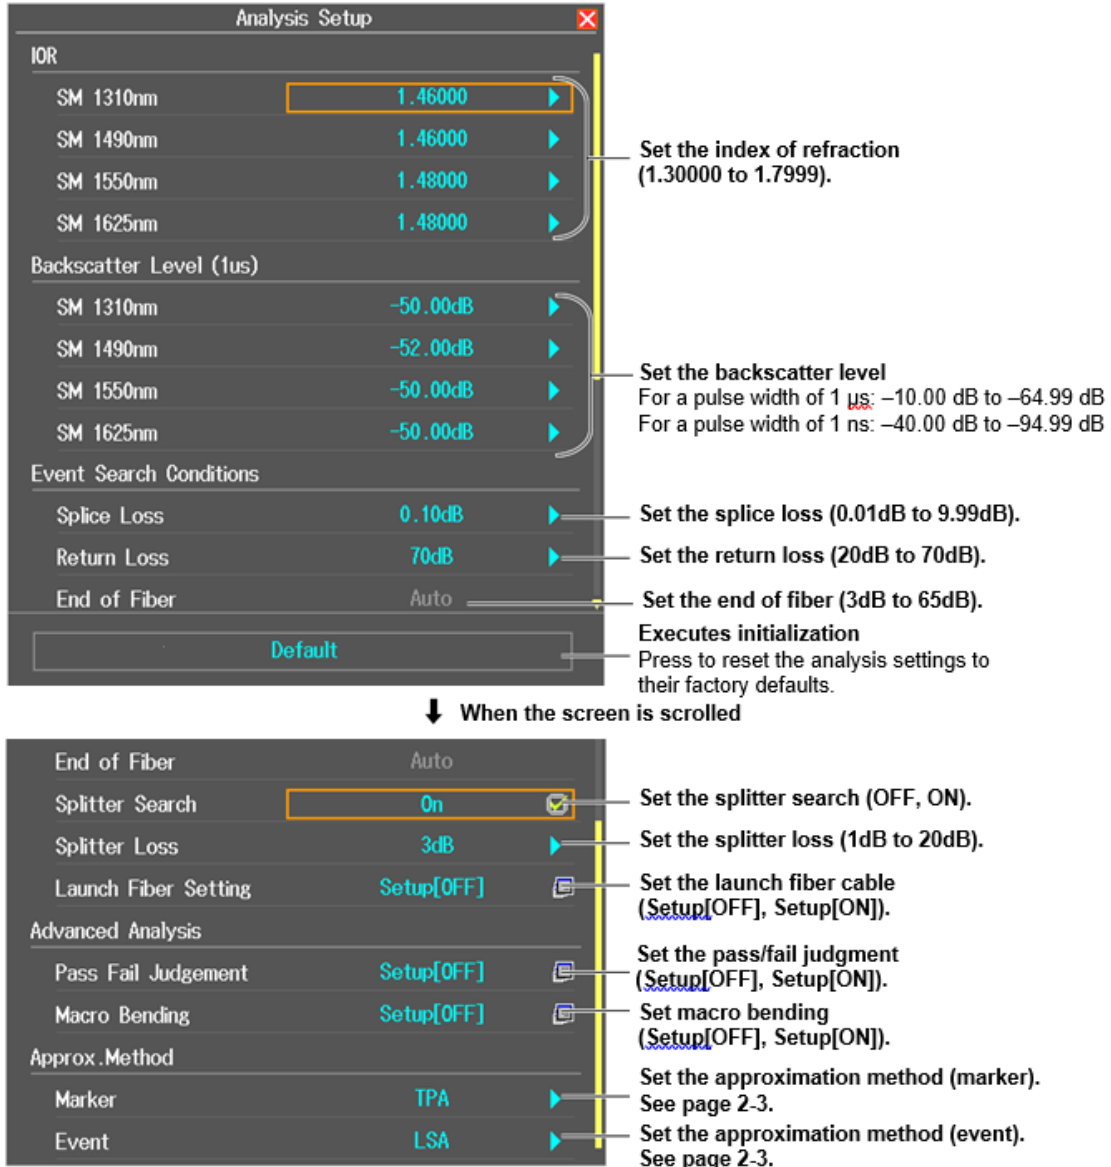 Analysis Setup
IOR
SM 1310nm 1.46000
SM 1490nm 1.46000
SM 1550nm 1.48000
SM 1625nm 1.48000
Set the index of refraction
(1.30000 to 1.7999).
Backscatter Level (1us)
SM 1310nm -50.00dB
SM 1490nm -52.00dB
SM 1550nm -50.00dB
SM 1625nm -50.00dB
Set the backscatter level
For a pulse width of 1 μs: –10.00 dB to –64.99 dB
For a pulse width of 1 ns: –40.00 dB to –94.99 dB
Event Search Conditions
Splice Loss 0.10dB Set the splice loss (0.01dB to 9.99dB).
Return Loss 70dB Set the return loss (20dB to 70dB).
End of Fiber Auto Set the end of fiber (3dB to 65dB).
Default
Executes initialization
Press to reset the analysis settings to
their factory defaults.
When the screen is scrolled
End of Fiber Auto
Splitter Search On Set the splitter search (OFF, ON).
Splitter Loss 3dB Set the splitter loss (1dB to 20dB).
Launch Fiber Setting Setup[OFF] Set the launch fiber cable
(Setup[OFF], Setup[ON]).
Advanced Analysis
Pass Fail Judgement Setup[OFF] Set the pass/fail judgment
(Setup[OFF], Setup[ON]).
Macro Bending Setup[OFF] Set macro bending
(Setup[OFF], Setup[ON]).
Approx.Method
Marker TPA Set the approximation method (marker).
See page 2-3.
Event LSA Set the approximation method (event).
See page 2-3.